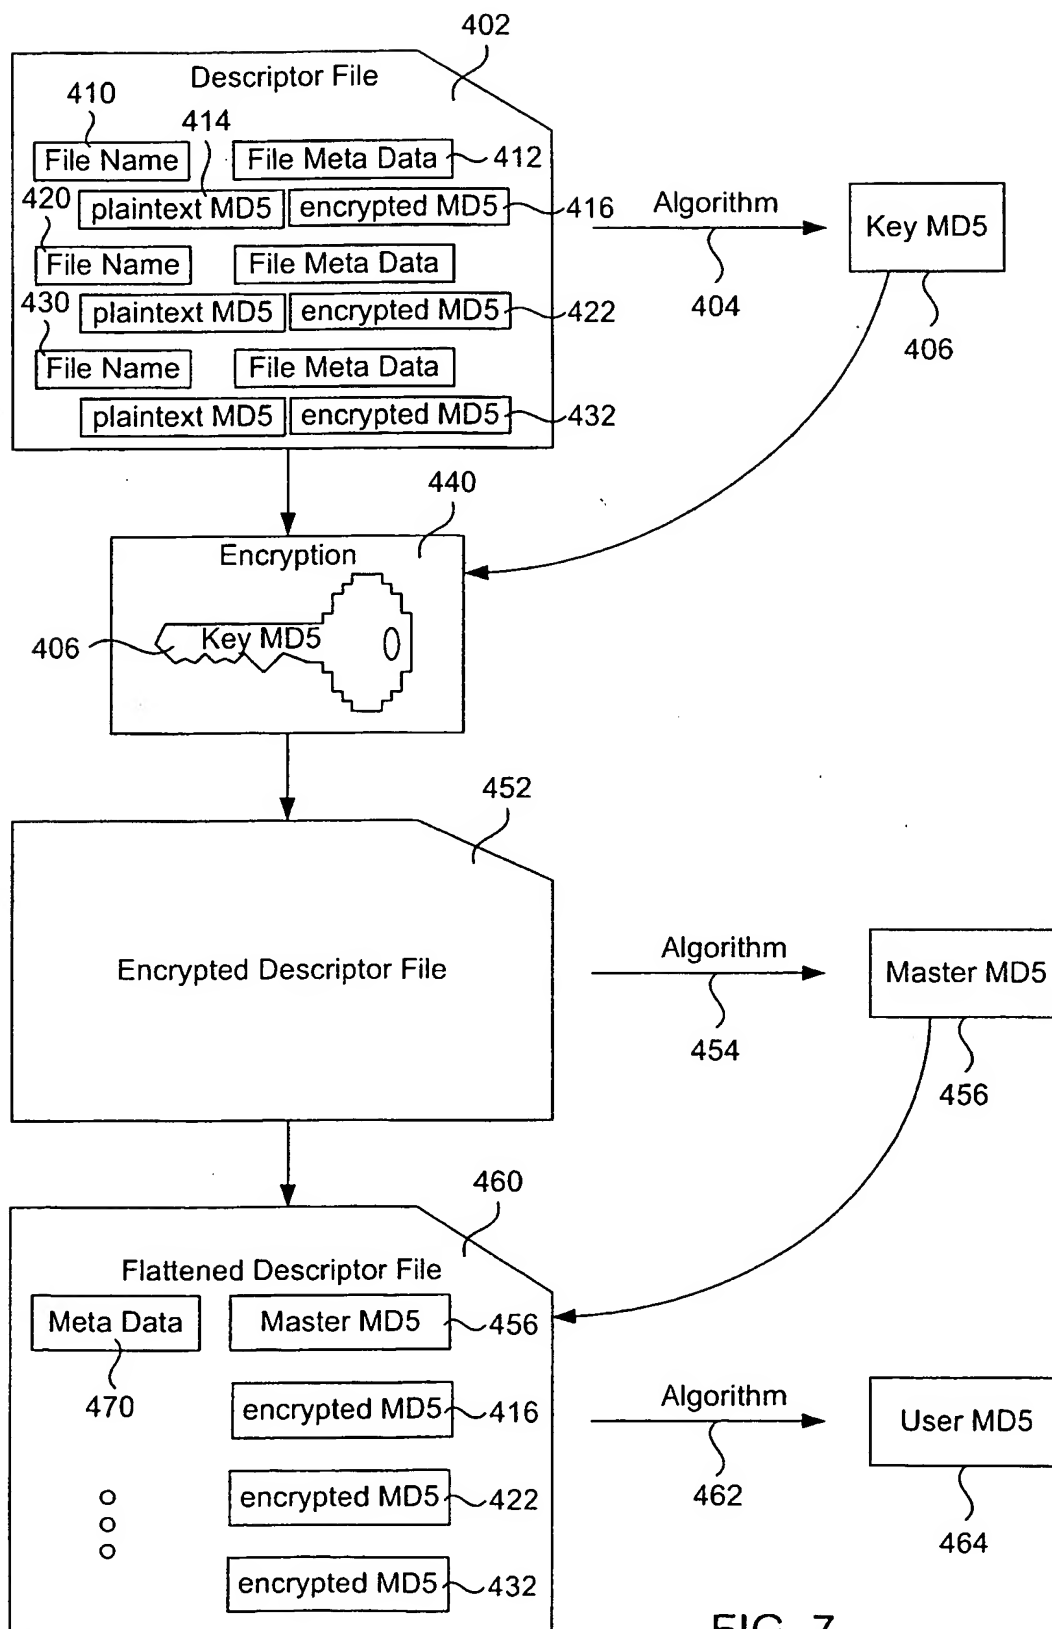 402
Descriptor File
410
414
File Name
File Meta Data
412
420
plaintext MD5
encrypted MD5
416
Algorithm
404
Key MD5
406
File Name
File Meta Data
430
plaintext MD5
encrypted MD5
422
File Name
File Meta Data
plaintext MD5
encrypted MD5
432
440
Encryption
Key MD5
406
452
Encrypted Descriptor File
Algorithm
454
Master MD5
456
460
Flattened Descriptor File
Meta Data
470
Master MD5
456
encrypted MD5
416
Algorithm
462
User MD5
464
encrypted MD5
422
encrypted MD5
432
FIG. 7